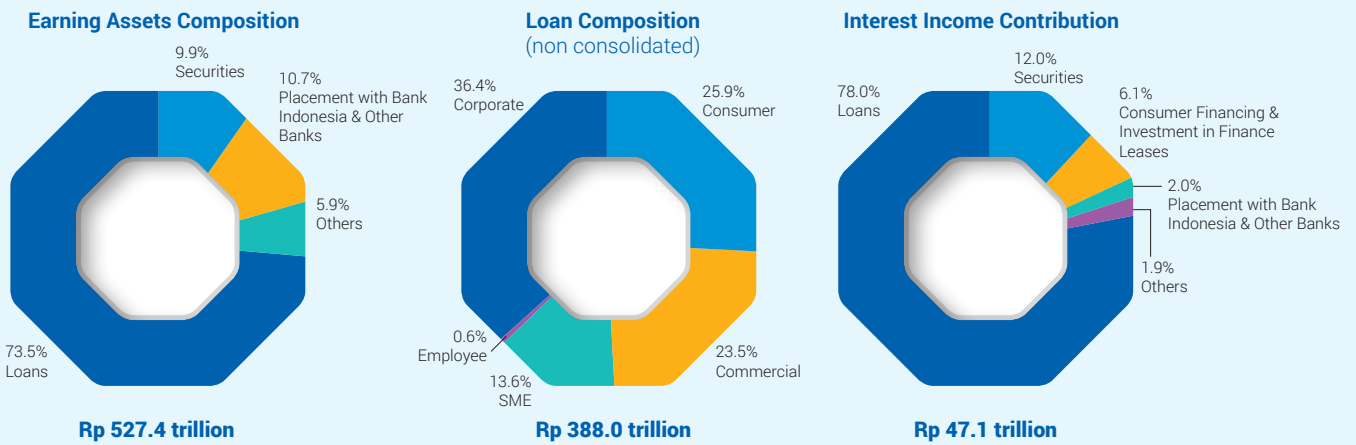 Earning Assets Composition
9.9%
Securities
10.7%
Placement with Bank
Indonesia & Other
Banks
5.9%
Others
73.5%
Loans
Rp 527.4 trillion
Loan Composition
(non consolidated)
36.4%
Corporate
25.9%
Consumer
0.6%
Employee
13.6%
SME
23.5%
Commercial
Rp 388.0 trillion
Interest Income Contribution
12.0%
Securities
78.0%
Loans
6.1%
Consumer Financing &
Investment in Finance
Leases
2.0%
Placement with Bank
Indonesia & Other Banks
1.9%
Others
Rp 47.1 trillion